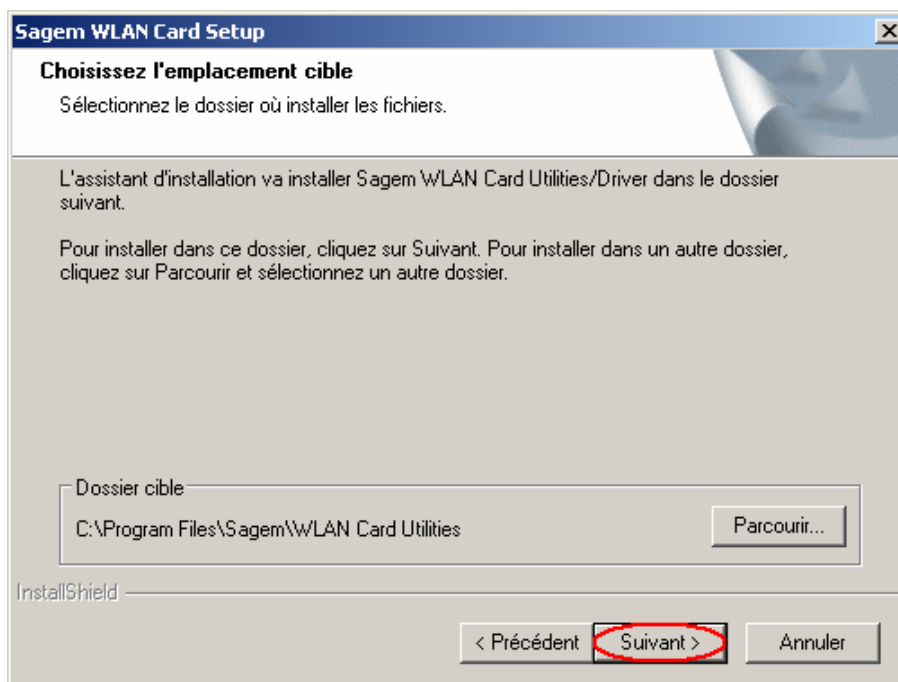 Sagem WLAN Card Setup
Choisissez l'emplacement cible
Sélectionnez le dossier où installer les fichiers.
L'assistant d'installation va installer Sagem WLAN Card Utilities/Driver dans le dossier
suivant.
Pour installer dans ce dossier, cliquez sur Suivant. Pour installer dans un autre dossier,
cliquez sur Parcourir et sélectionnez un autre dossier.
Dossier cible
C:\Program Files\Sagem\WLAN Card Utilities
Parcourir...
InstallShield
< Précédent
Suivant >
Annuler